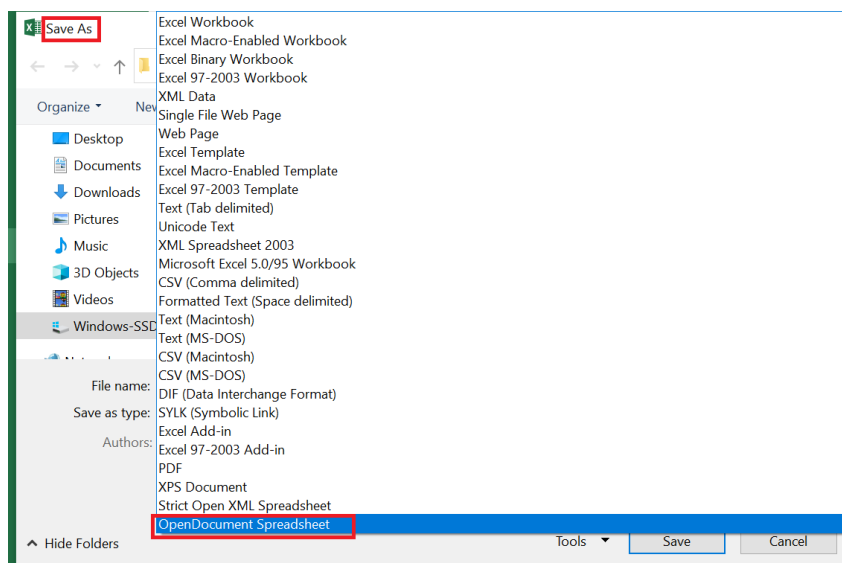 Save As
Organize
Desktop
Documents
Downloads
Pictures
Music
3D Objects
Videos
Windows-SSD
File name:
Save as type:
Authors:
Excel Workbook
Excel Macro-Enabled Workbook
Excel Binary Workbook
Excel 97-2003 Workbook
XML Data
Single File Web Page
Web Page
Excel Template
Excel Macro-Enabled Template
Excel 97-2003 Template
Text (Tab delimited)
Unicode Text
XML Spreadsheet 2003
Microsoft Excel 5.0/95 Workbook
CSV (Comma delimited)
Formatted Text (Space delimited)
Text (Macintosh)
Text (MS-DOS)
CSV (Macintosh)
CSV (MS-DOS)
DIF (Data Interchange Format)
SYLK (Symbolic Link)
Excel Add-in
Excel 97-2003 Add-in
PDF
XPS Document
Strict Open XML Spreadsheet
OpenDocument Spreadsheet
Hide Folders
Tools
Save
Cancel